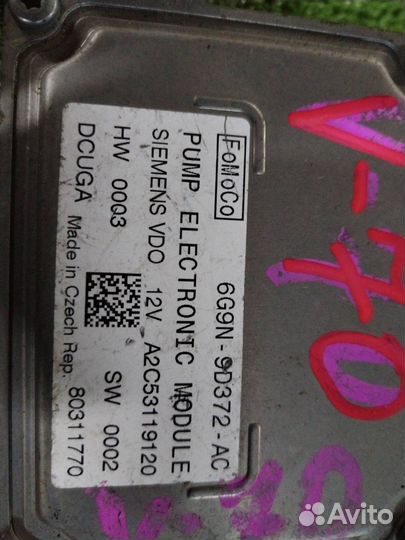 FoMoCo 6G9N-9D372-AC
PUMP ELECTRONIC MODULE
SIEMENS VDO 12V A2C53119120
HW 0003 SW 0002
DCUGA Made in Czech Rep. 80311770
V-70
Avito